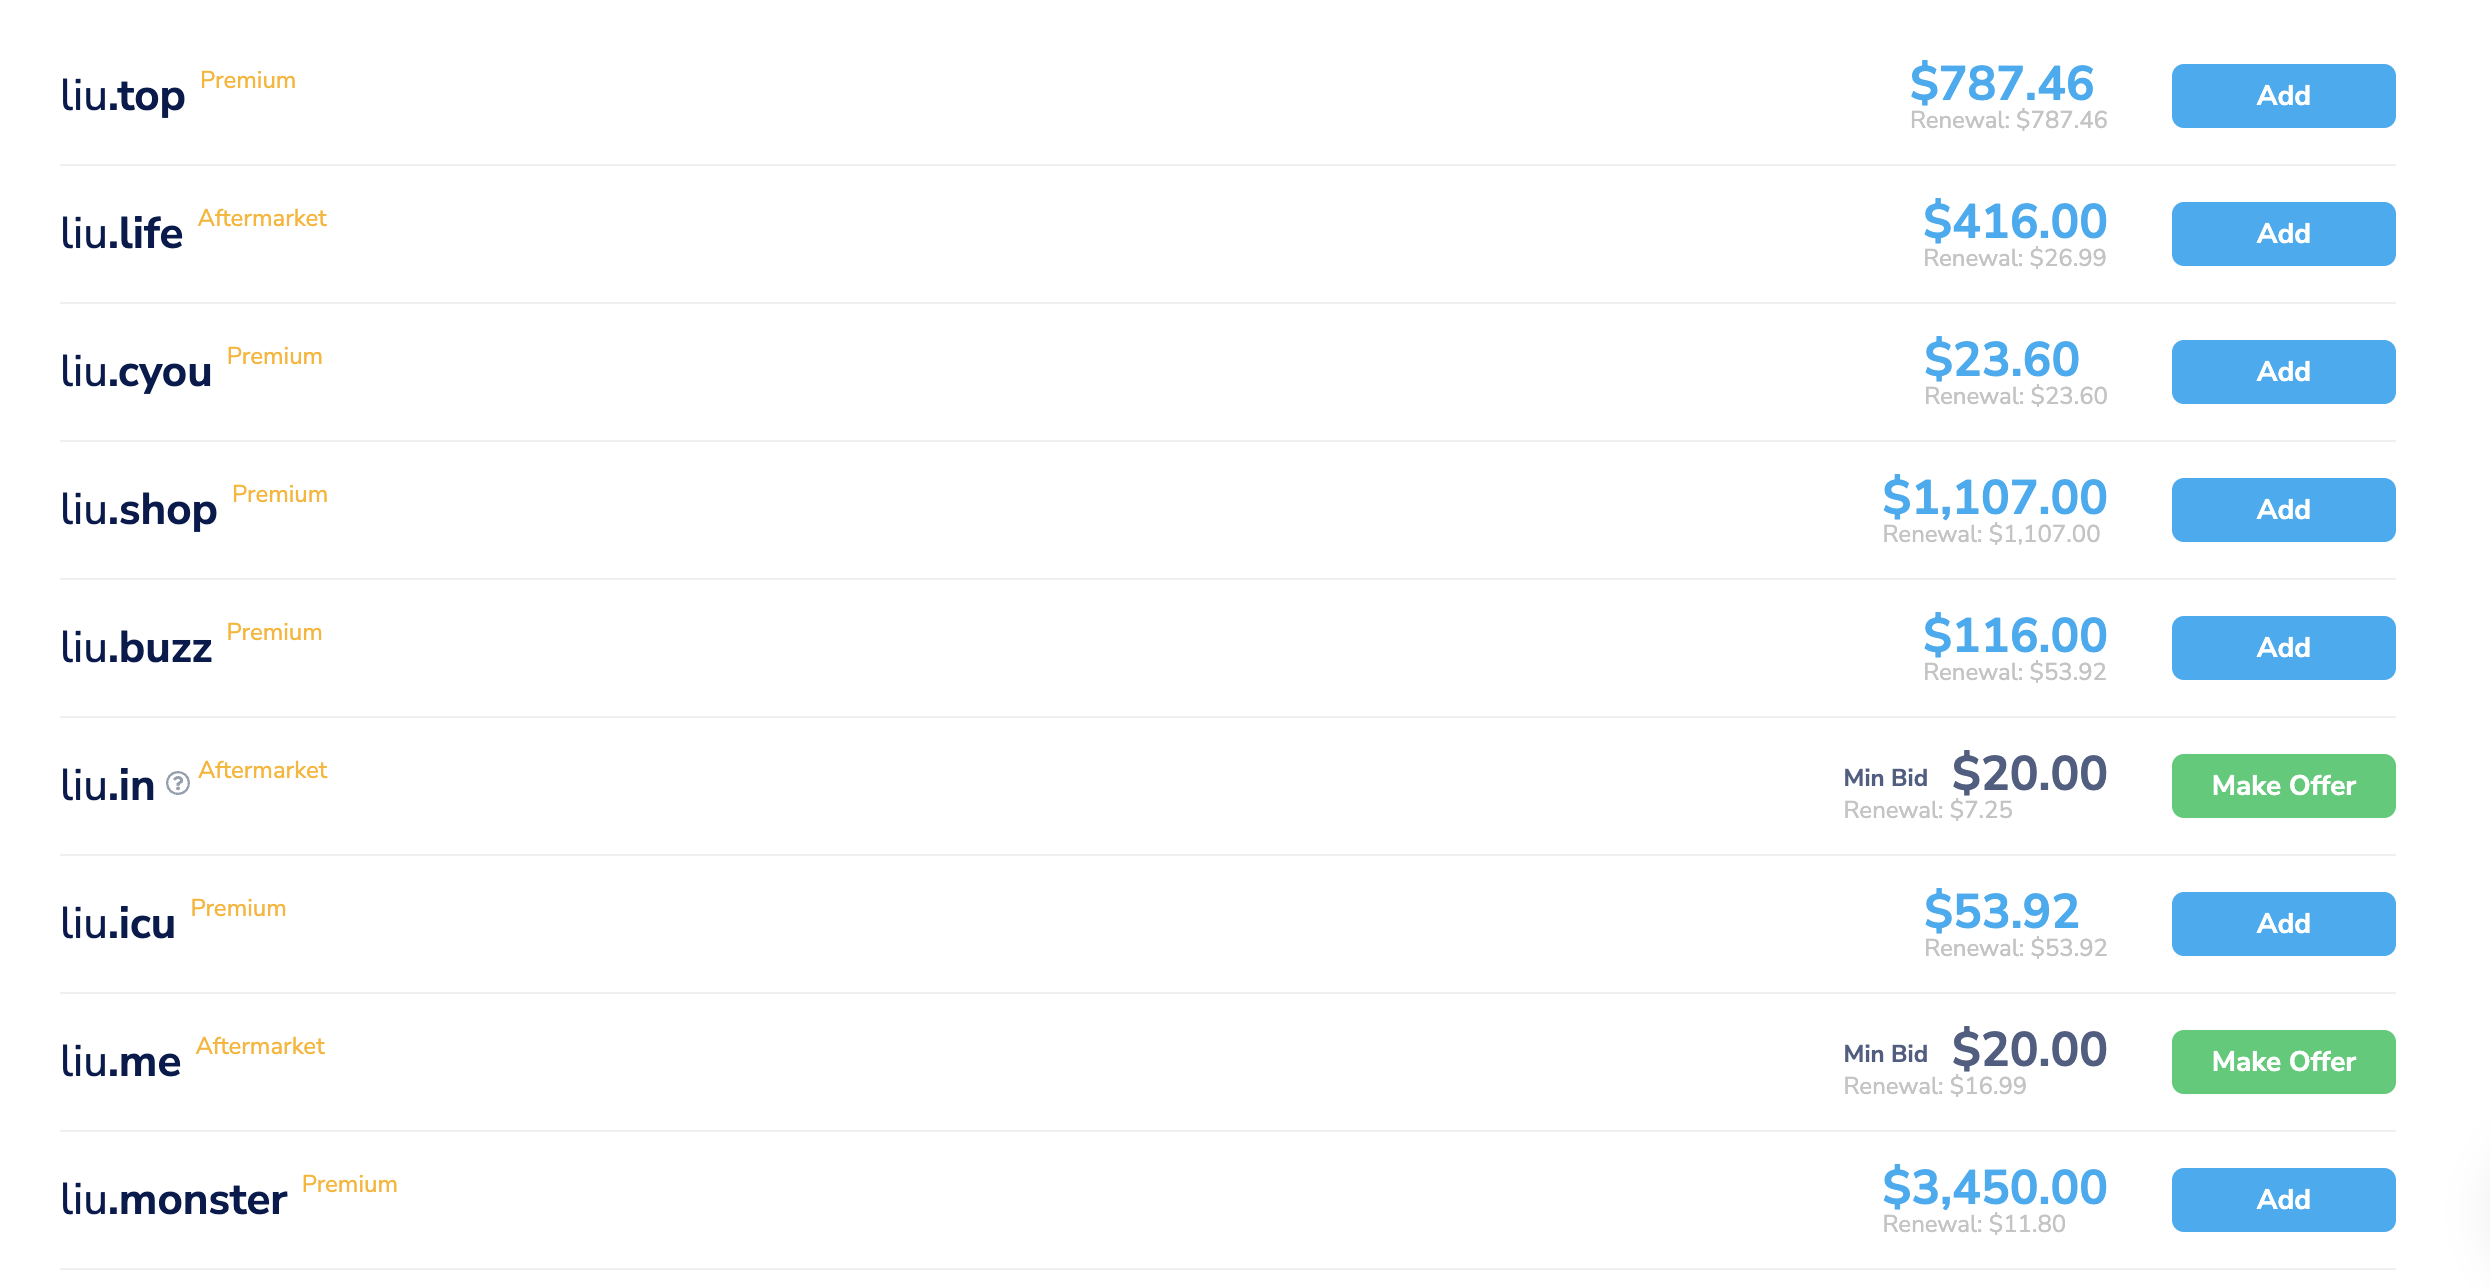 liu.top Premium $787.46 Add
Renewal: $787.46
liu.life Aftermarket $416.00 Add
Renewal: $26.99
liu.cyou Premium $23.60 Add
Renewal: $23.60
liu.shop Premium $1,107.00 Add
Renewal: $1,107.00
liu.buzz Premium $116.00 Add
Renewal: $53.92
liu.in ? Aftermarket Min Bid $20.00 Make Offer
Renewal: $7.25
liu.icu Premium $53.92 Add
Renewal: $53.92
liu.me Aftermarket Min Bid $20.00 Make Offer
Renewal: $16.99
liu.monster Premium $3,450.00 Add
Renewal: $11.80